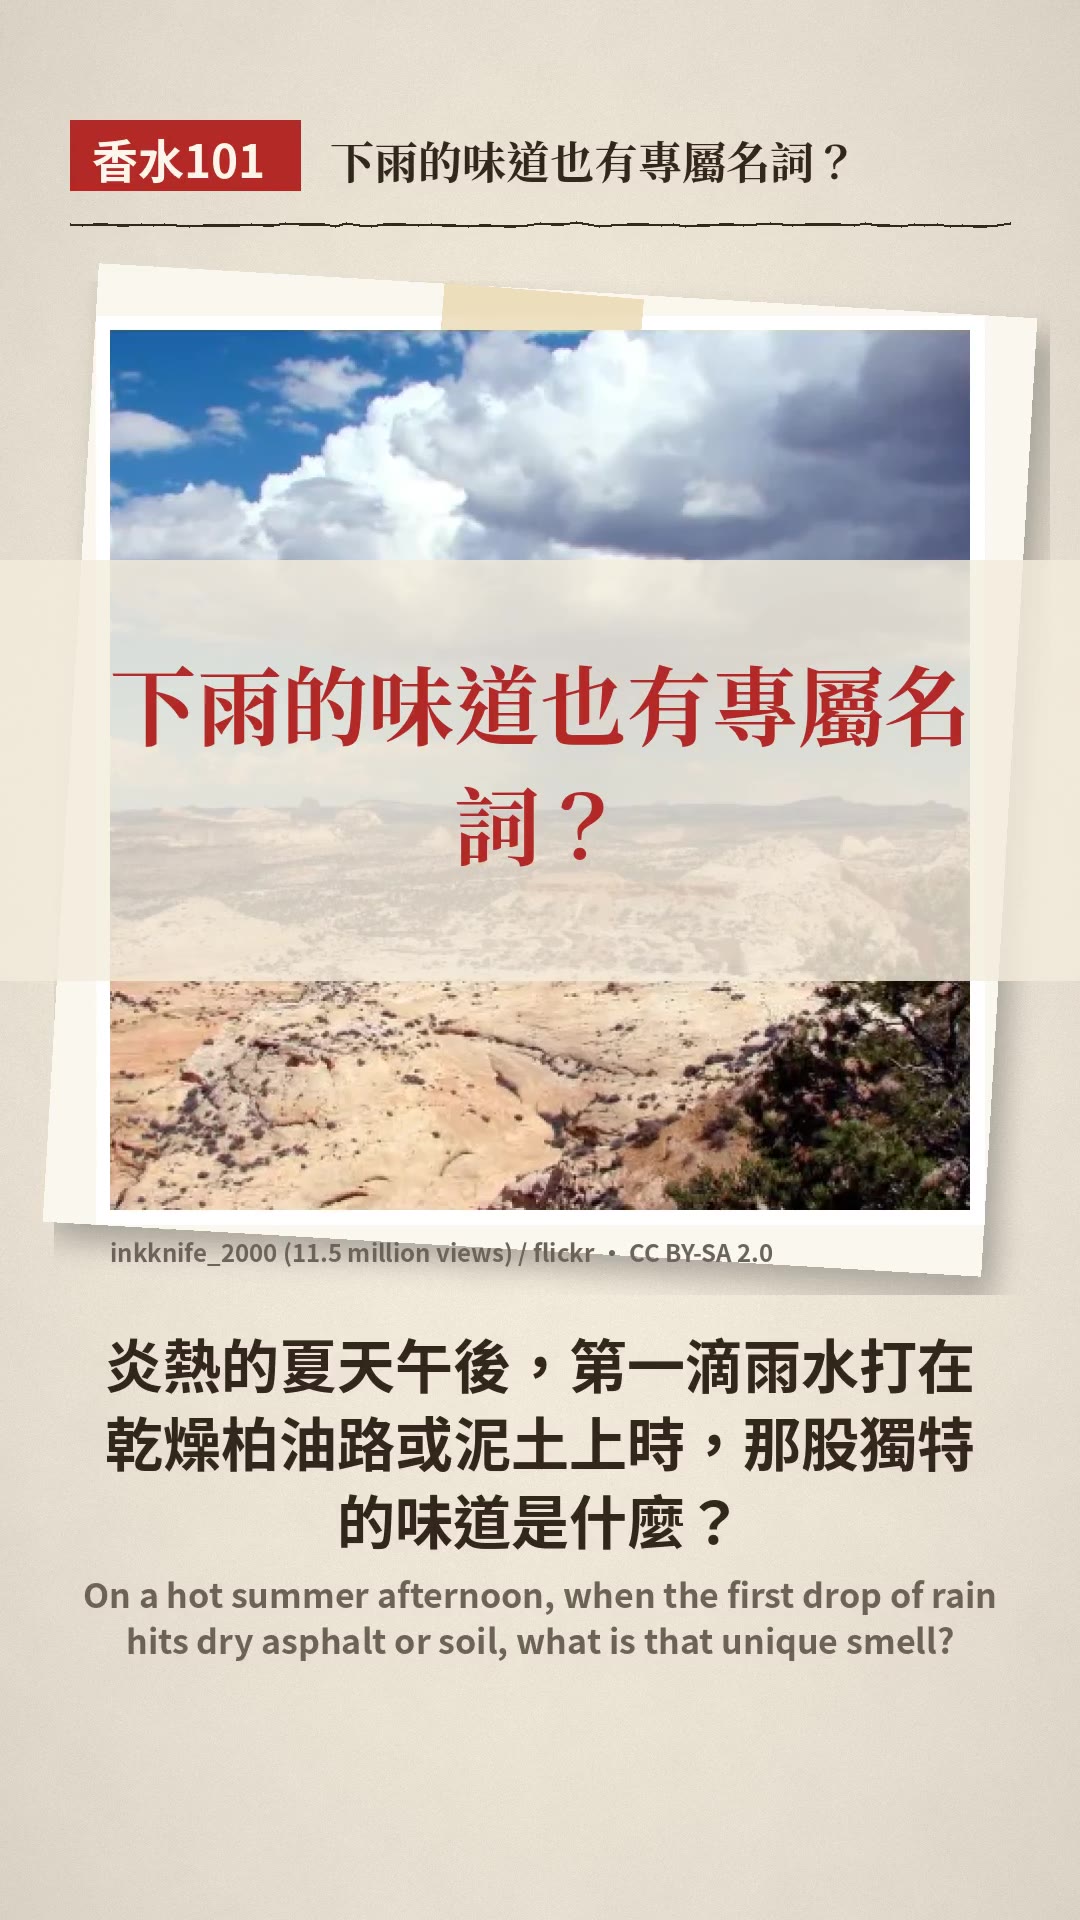 香水101
下雨的味道也有專屬名詞？
下雨的味道也有專屬名
詞？
inkknife_2000 (11.5 million views) / flickr • CC BY-SA 2.0
炎熱的夏天午後，第一滴雨水打在
乾燥柏油路或泥土上時，那股獨特
的味道是什麼？
On a hot summer afternoon, when the first drop of rain
hits dry asphalt or soil, what is that unique smell?